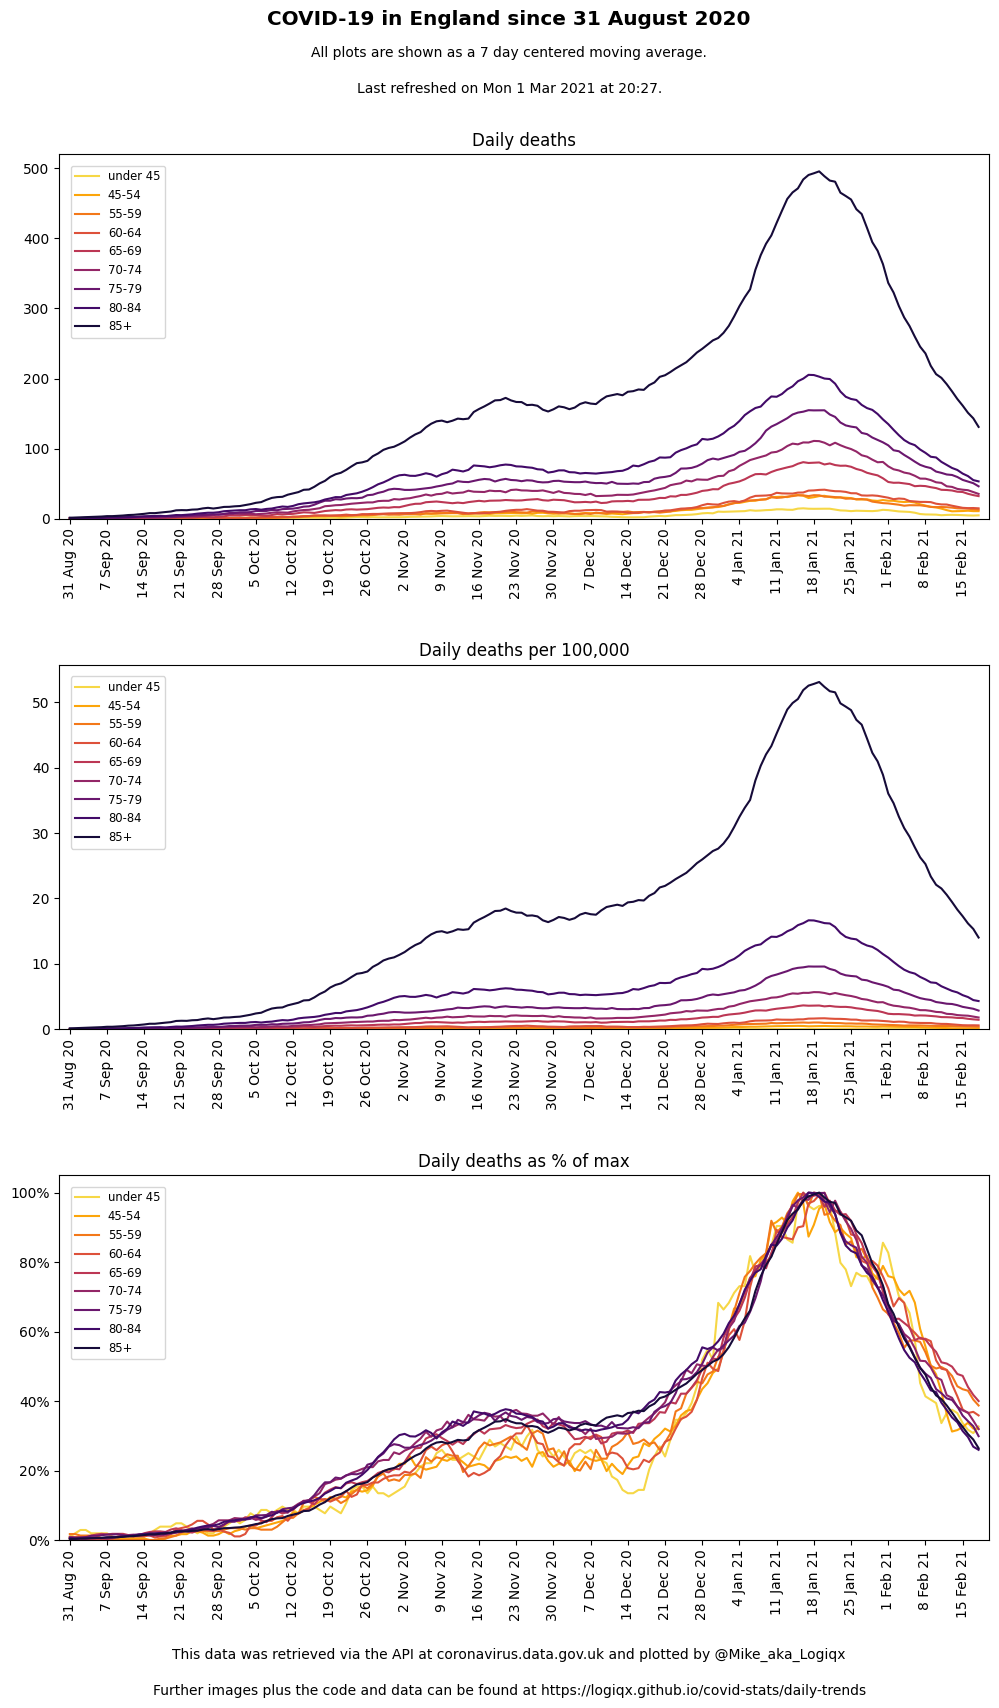 COVID-19 in England since 31 August 2020
All plots are shown as a 7 day centered moving average.
Last refreshed on Mon 1 Mar 2021 at 20:27.
Daily deaths
500
400
300
200
100
0
under 45
45-54
55-59
60-64
65-69
70-74
75-79
80-84
85+
31 Aug 20
7 Sep 20
14 Sep 20
21 Sep 20
28 Sep 20
5 Oct 20
12 Oct 20
19 Oct 20
26 Oct 20
2 Nov 20
9 Nov 20
16 Nov 20
23 Nov 20
30 Nov 20
7 Dec 20
14 Dec 20
21 Dec 20
28 Dec 20
4 Jan 21
11 Jan 21
18 Jan 21
25 Jan 21
1 Feb 21
8 Feb 21
15 Feb 21
Daily deaths per 100,000
50
40
30
20
10
0
under 45
45-54
55-59
60-64
65-69
70-74
75-79
80-84
85+
31 Aug 20
7 Sep 20
14 Sep 20
21 Sep 20
28 Sep 20
5 Oct 20
12 Oct 20
19 Oct 20
26 Oct 20
2 Nov 20
9 Nov 20
16 Nov 20
23 Nov 20
30 Nov 20
7 Dec 20
14 Dec 20
21 Dec 20
28 Dec 20
4 Jan 21
11 Jan 21
18 Jan 21
25 Jan 21
1 Feb 21
8 Feb 21
15 Feb 21
Daily deaths as % of max
100%
80%
60%
40%
20%
0%
under 45
45-54
55-59
60-64
65-69
70-74
75-79
80-84
85+
31 Aug 20
7 Sep 20
14 Sep 20
21 Sep 20
28 Sep 20
5 Oct 20
12 Oct 20
19 Oct 20
26 Oct 20
2 Nov 20
9 Nov 20
16 Nov 20
23 Nov 20
30 Nov 20
7 Dec 20
14 Dec 20
21 Dec 20
28 Dec 20
4 Jan 21
11 Jan 21
18 Jan 21
25 Jan 21
1 Feb 21
8 Feb 21
15 Feb 21
This data was retrieved via the API at coronavirus.data.gov.uk and plotted by @Mike_aka_Logiqx
Further images plus the code and data can be found at https://logiqx.github.io/covid-stats/daily-trends